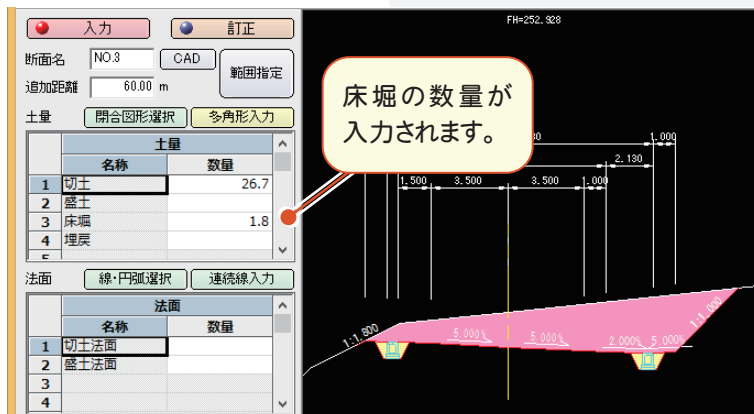 入力 訂正
断面名 NO.3 CAD 範囲指定
追加距離 60.00 m
土量 閉合図形選択 多角形入力
土量
名称 数量
1 切土 26.7
2 盛土
3 床堀 1.8
4 埋戻
法面 線・円弧選択 連続線入力
法面
名称 数量
1 切土法面
2 盛土法面
3
4
床堀の数量が
入力されます。
FH=252.928
1.000
2.130
1.500 3.500 3.500 1.000
1:1.800 5.000% 5.000% 2.000% 5.000% 1:1.000